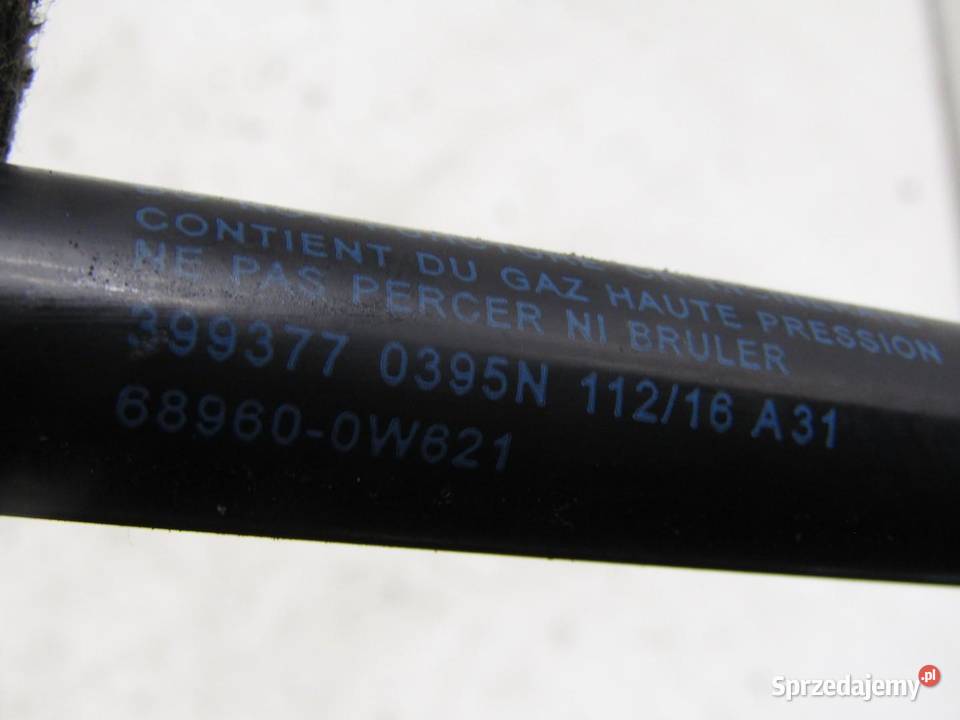 CONTIENT DU GAZ HAUTE PRESSION
NE PAS PERCER NI BRULER
399377 0395N 112/16 A31
68960-0W621
Sprzedajemy.pl